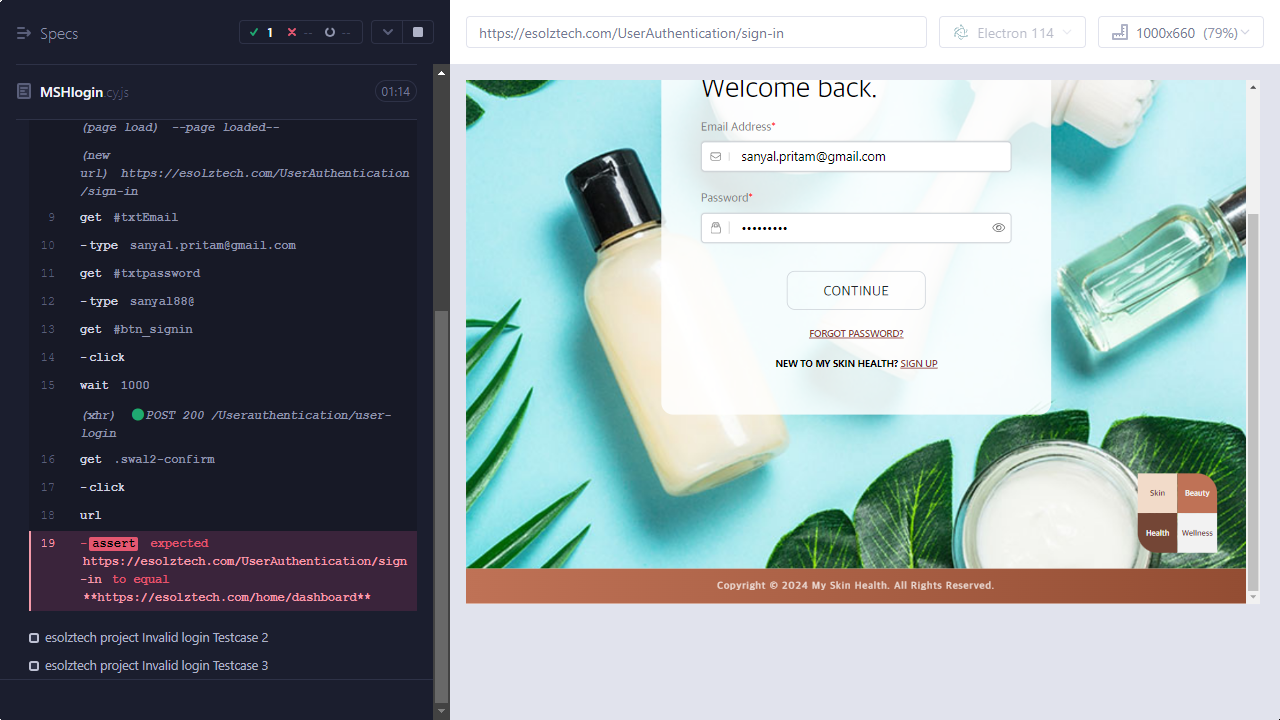 Specs
1
--
--
https://esolztech.com/UserAuthentication/sign-in
Electron 114
1000x660 (79%)
MSHlogin.cy.js
01:14
(page load) --page loaded--
(new
url) https://esolztech.com/UserAuthentication
/sign-in
9 get #txtEmail
10 -type sanyal.pritam@gmail.com
11 get #txtpassword
12 -type sanyal88@
13 get #btn_signin
14 -click
15 wait 1000
(xhr) POST 200 /Userauthentication/user-
login
16 get .swal2-confirm
17 -click
18 url
19 -assert expected
https://esolztech.com/UserAuthentication/sign
-in to equal
**https://esolztech.com/home/dashboard**
esolztech project Invalid login Testcase 2
esolztech project Invalid login Testcase 3
Welcome back.
Email Address*
sanyal.pritam@gmail.com
Password*
•••••••••
CONTINUE
FORGOT PASSWORD?
NEW TO MY SKIN HEALTH? SIGN UP
Skin
Beauty
Health
Wellness
Copyright © 2024 My Skin Health. All Rights Reserved.